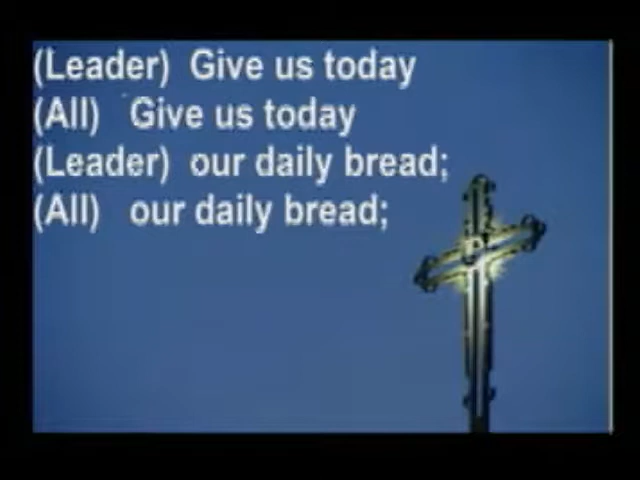 (Leader) Give us today
(All) Give us today
(Leader) our daily bread;
(All) our daily bread;